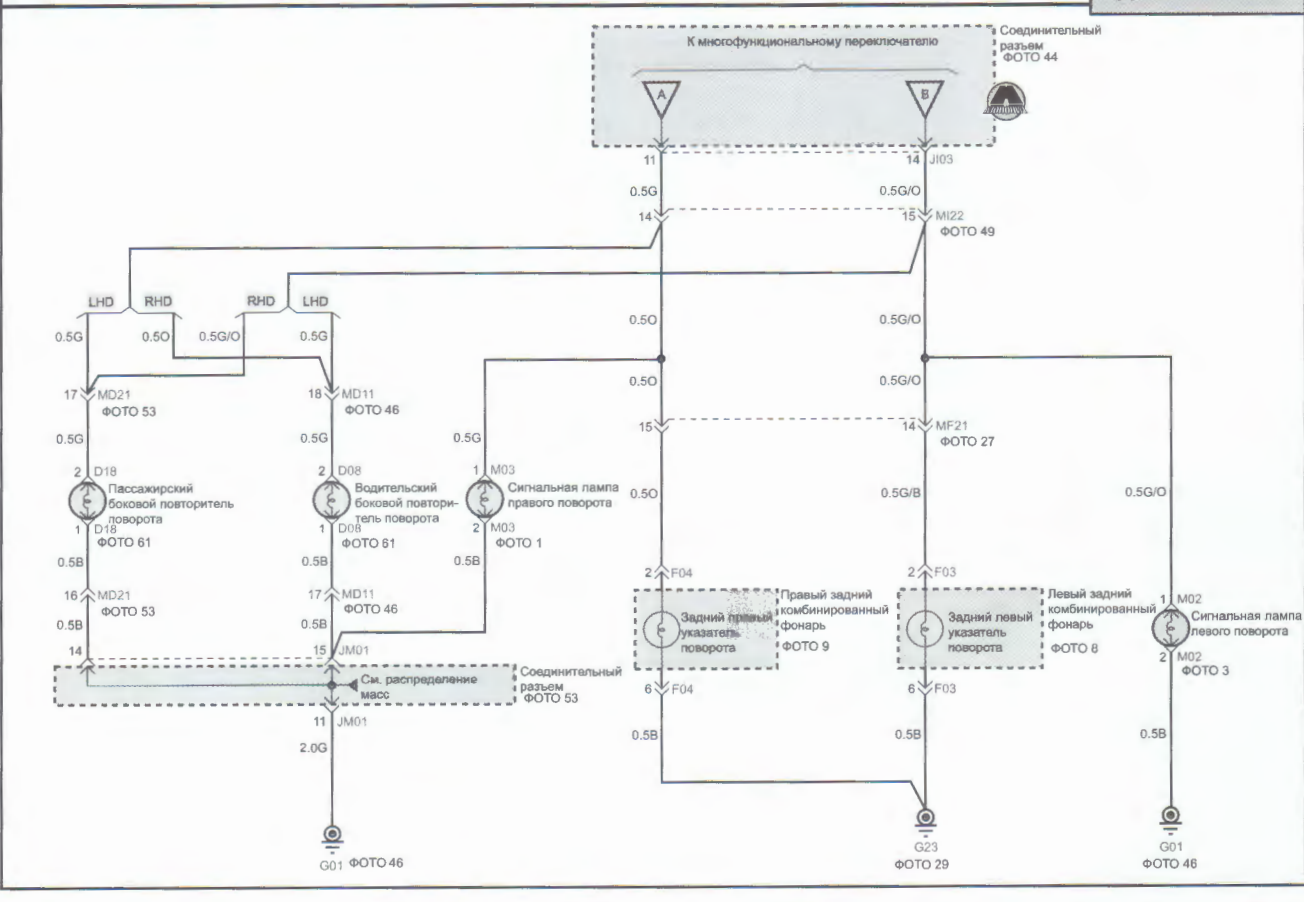 К многофункциональному переключателю
Соединительный
разъем
ФОТО 44
A
B
11
14 JI03
0.5G
0.5G/O
14
15 MI22
ФОТО 49
LHD
RHD
RHD
LHD
0.5G
0.5O
0.5G/O
0.5G
0.5O
0.5G/O
17 MD21
ФОТО 53
18 MD11
ФОТО 46
0.5O
0.5G/O
15
14 MF21
ФОТО 27
0.5G
0.5G
0.5G
2 D18
Пассажирский
боковой повторитель
поворота
1 D18
ФОТО 61
2 D08
Водительский
боковой повтори-
тель поворота
1 D08
ФОТО 61
1 M03
Сигнальная лампа
правого поворота
2 M03
ФОТО 1
0.5O
0.5G/B
0.5G/O
0.5B
0.5B
0.5B
16 MD21
ФОТО 53
17 MD11
ФОТО 46
0.5B
0.5B
2 F04
2 F03
Задний правый
указатель
поворота
Правый задний
комбинированный
фонарь
ФОТО 9
Задний левый
указатель
поворота
Левый задний
комбинированный
фонарь
ФОТО 8
1 M02
Сигнальная лампа
левого поворота
2 M02
ФОТО 3
14
15 JM01
См. распределение
масс
Соединительный
разъем
ФОТО 53
6 F04
6 F03
11 JM01
2.0G
0.5B
0.5B
0.5B
G01 ФОТО 46
G23
ФОТО 29
G01
ФОТО 46